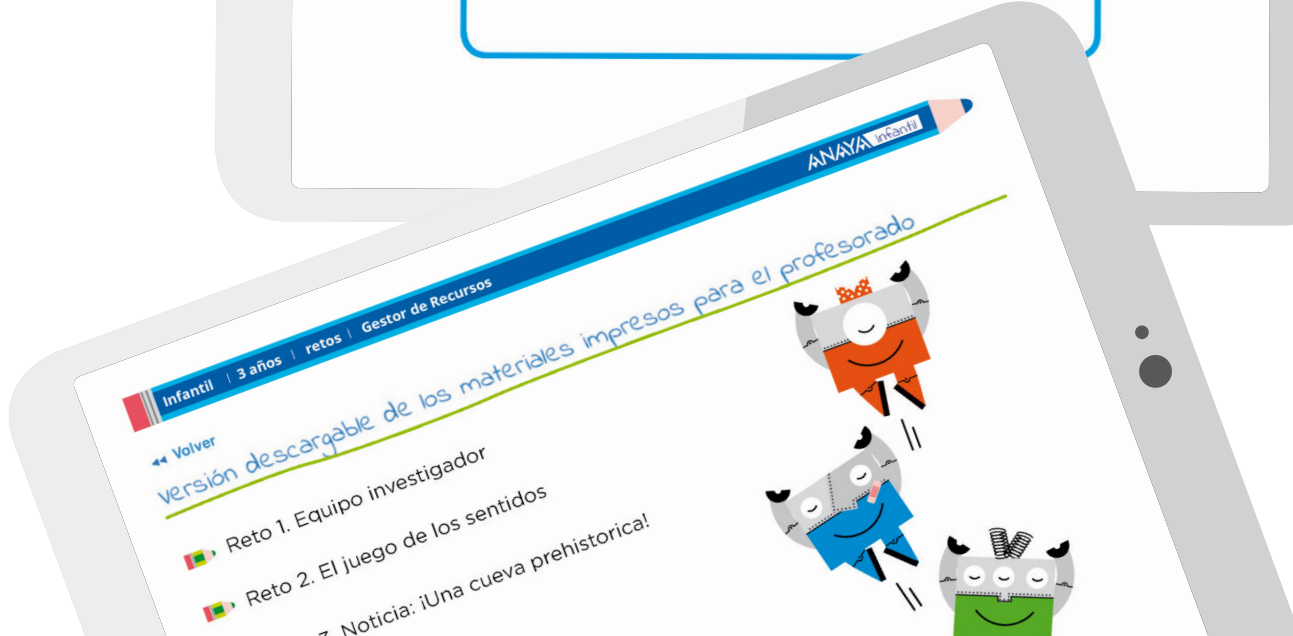 ANAYA infantil
Infantil | 3 años | retos | Gestor de Recursos
◂◂ Volver
versión descargable de los materiales impresos para el profesorado
Reto 1. Equipo investigador
Reto 2. El juego de los sentidos
3. Noticia: ¡Una cueva prehistorica!